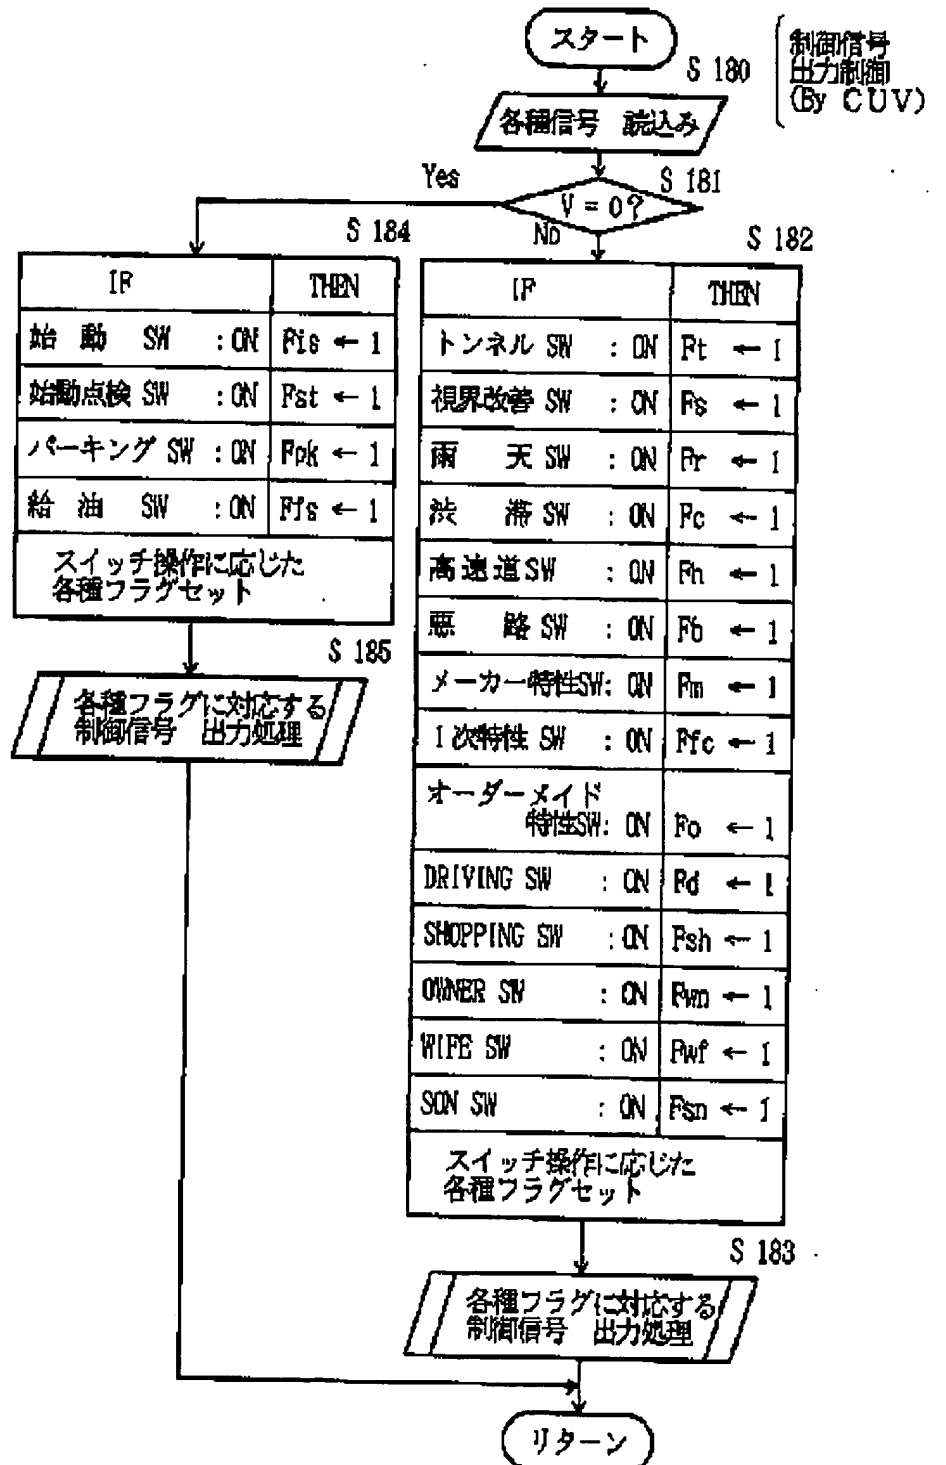 スタート
制御信号
出力制御
(By CUV)
S 180
各種信号 読込み
S 181
V = 0?
Yes
No
S 184
IF THEN
始動 SW : ON Fis ← 1
始動点検 SW : ON Fst ← 1
パーキング SW : ON Fpk ← 1
給油 SW : ON Ffs ← 1
スイッチ操作に応じた
各種フラグセット
S 185
各種フラグに対応する
制御信号 出力処理
S 182
IF THEN
トンネル SW : ON Ft ← 1
視界改善 SW : ON Fs ← 1
雨天 SW : ON Fr ← 1
渋滞 SW : ON Fc ← 1
高速道 SW : ON Fh ← 1
悪路 SW : ON Fb ← 1
メーカー特性SW: ON Fm ← 1
I次特性 SW : ON Ffc ← 1
オーダーメイド
特性SW: ON Fo ← 1
DRIVING SW : ON Fd ← 1
SHOPPING SW : ON Fsh ← 1
OWNER SW : ON Fwn ← 1
WIFE SW : ON Fwf ← 1
SON SW : ON Fsn ← 1
スイッチ操作に応じた
各種フラグセット
S 183
各種フラグに対応する
制御信号 出力処理
リターン